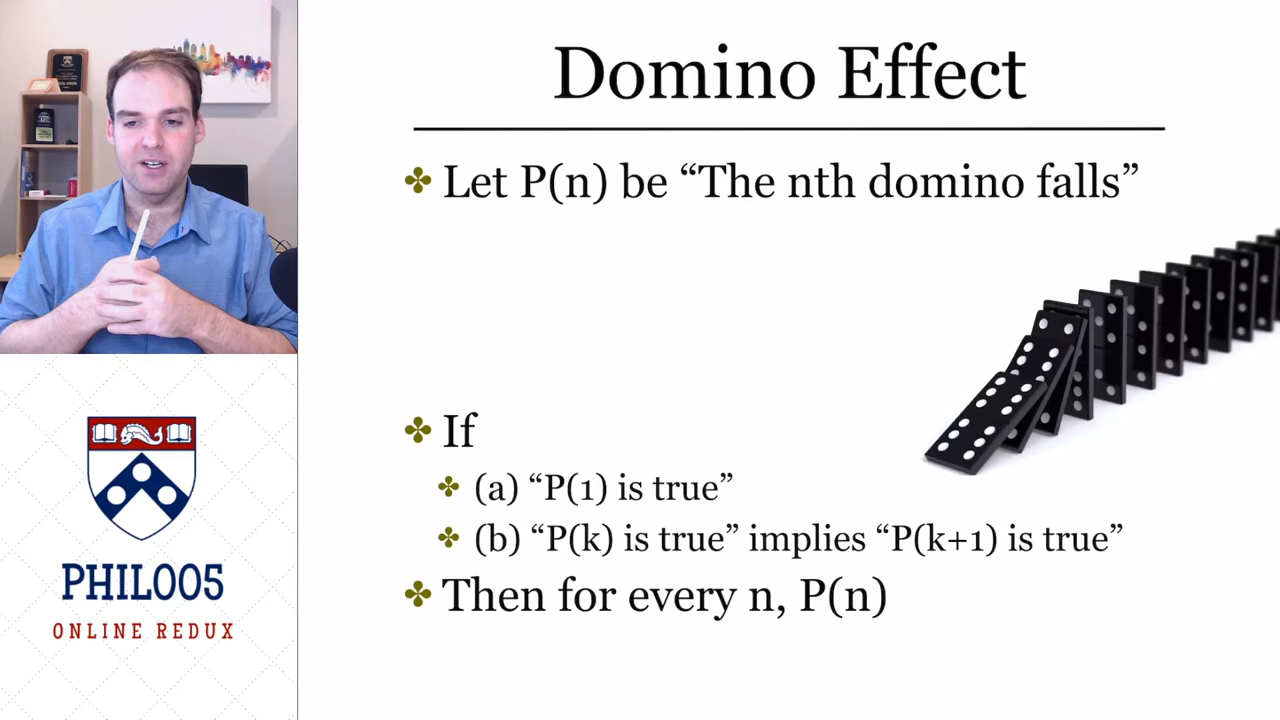 Domino Effect
Let P(n) be “The nth domino falls”
If
(a) “P(1) is true”
(b) “P(k) is true” implies “P(k+1) is true”
Then for every n, P(n)
PHIL005
ONLINE REDUX